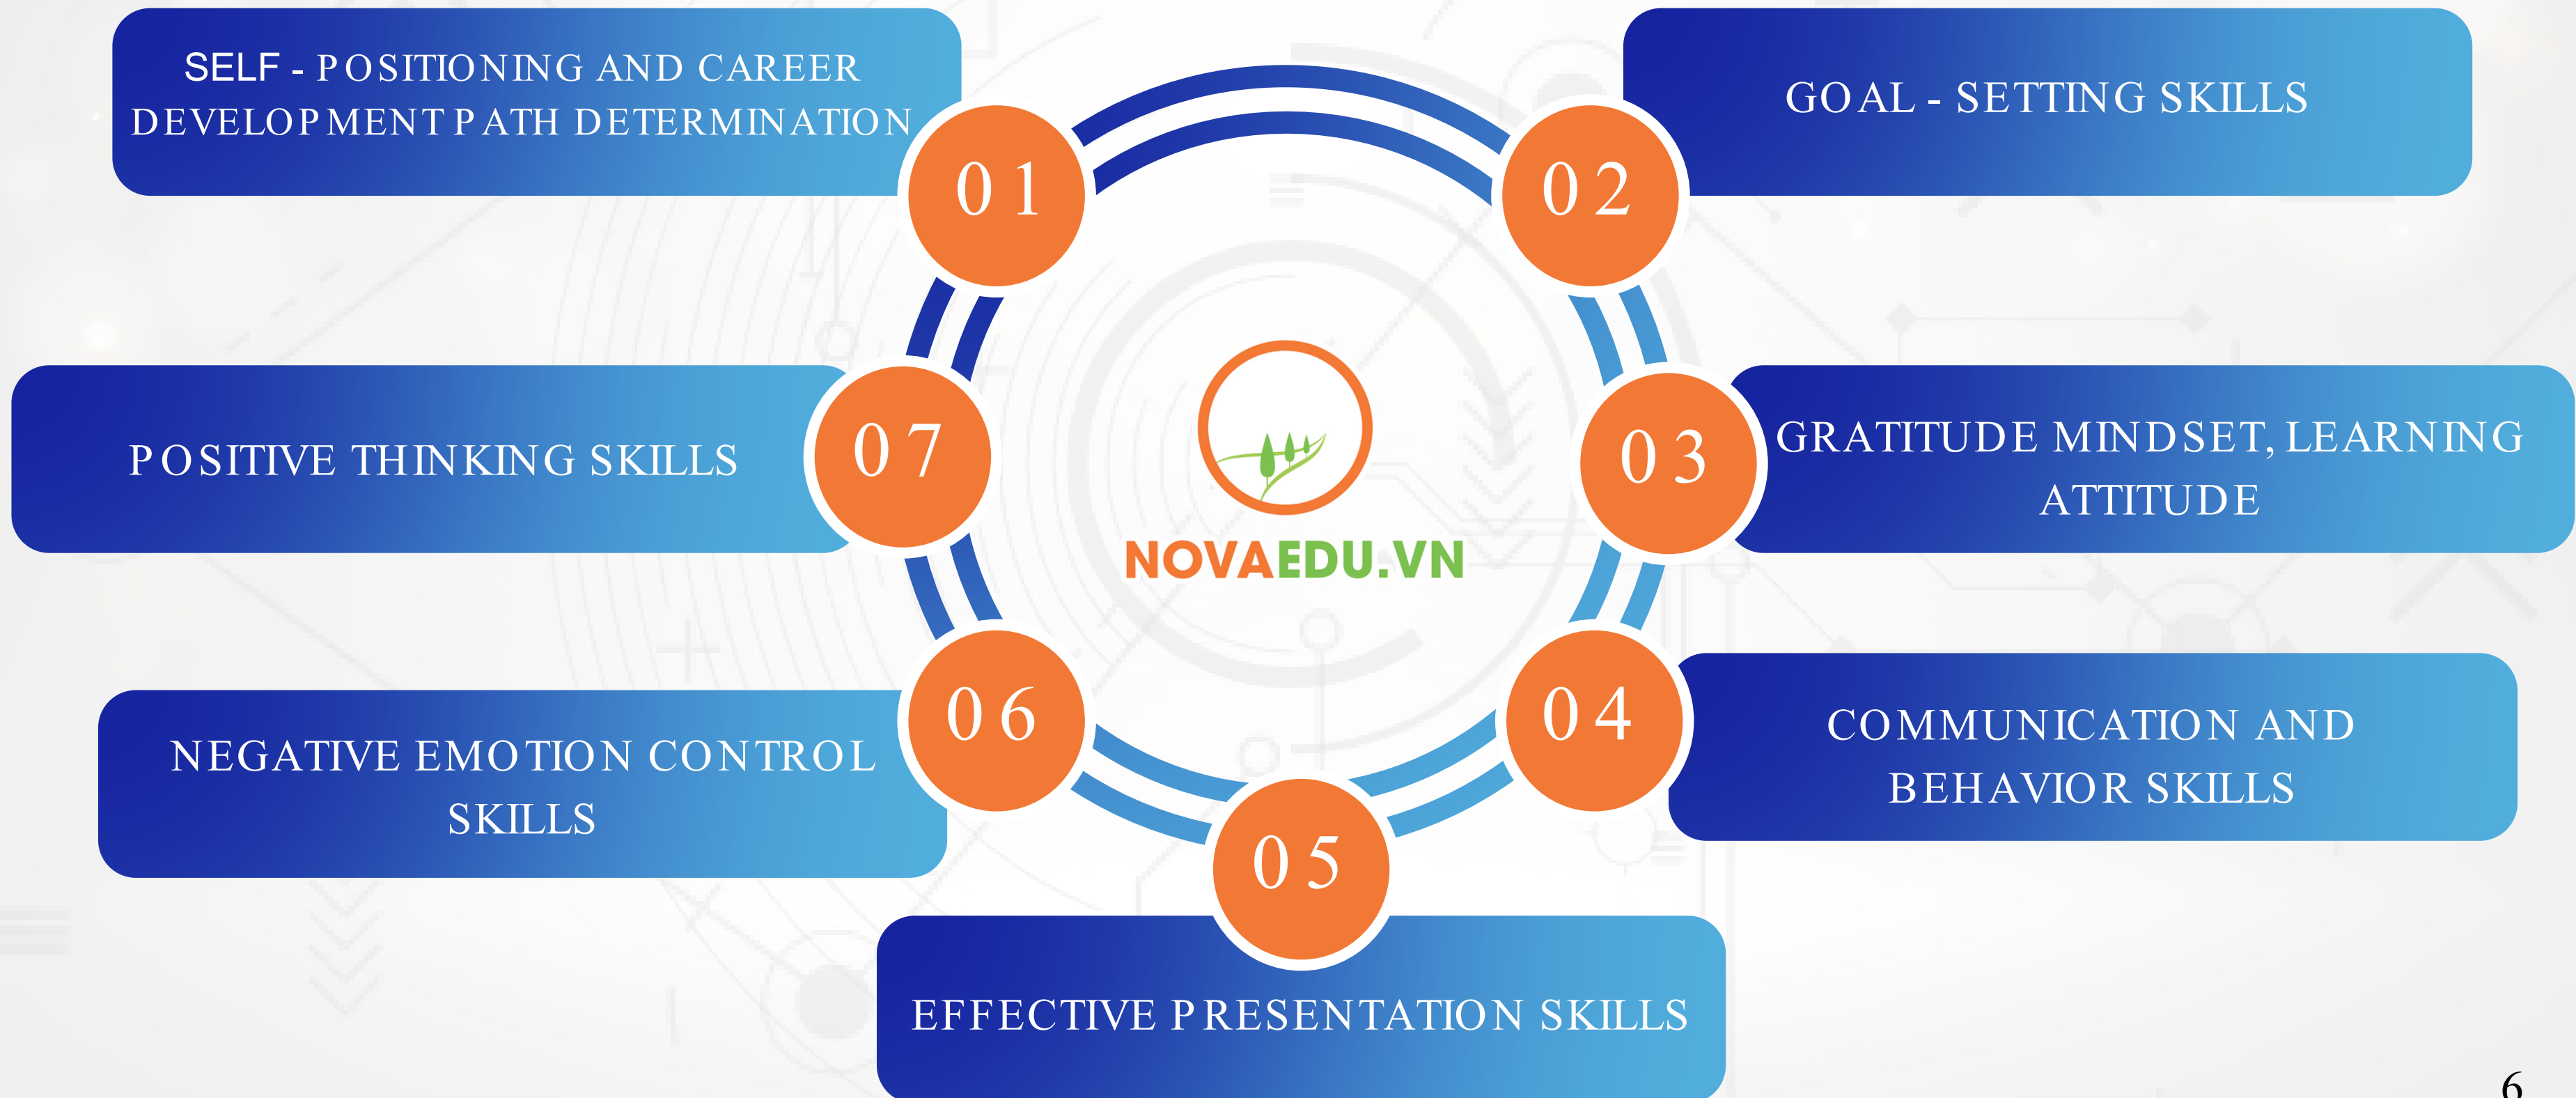 SELF - POSITIONING AND CAREER
DEVELOPMENT PATH DETERMINATION
01
GOAL - SETTING SKILLS
02
GRATITUDE MINDSET, LEARNING
ATTITUDE
03
COMMUNICATION AND
BEHAVIOR SKILLS
04
EFFECTIVE PRESENTATION SKILLS
05
NEGATIVE EMOTION CONTROL
SKILLS
06
POSITIVE THINKING SKILLS
07
NOVAEDU.VN
6